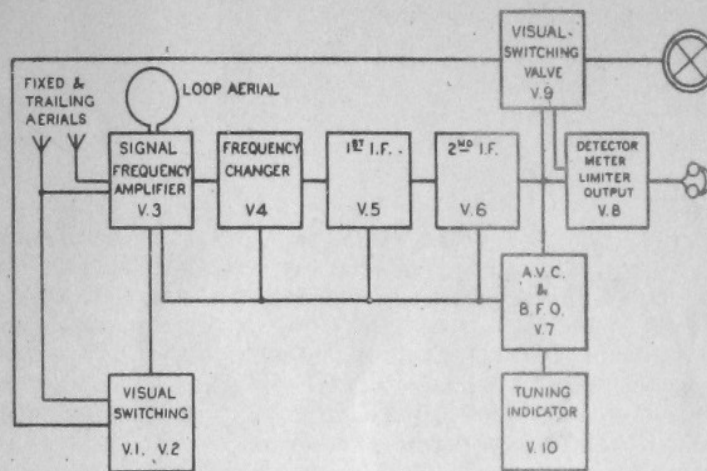 VISUAL-
SWITCHING
VALVE
V.9
FIXED &
TRAILING
AERIALS
LOOP AERIAL
SIGNAL
FREQUENCY
AMPLIFIER
V.3
FREQUENCY
CHANGER
V4
1ST I.F.
V.5
2ND I.F.
V.6
DETECTOR
METER
LIMITER
OUTPUT
V.8
A.V.C.
&
B.F.O.
V.7
VISUAL
SWITCHING
V.1. V.2
TUNING
INDICATOR
V.10